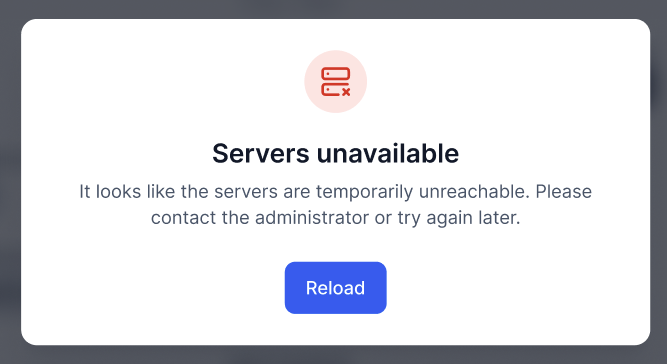 Servers unavailable
It looks like the servers are temporarily unreachable. Please
contact the administrator or try again later.
Reload